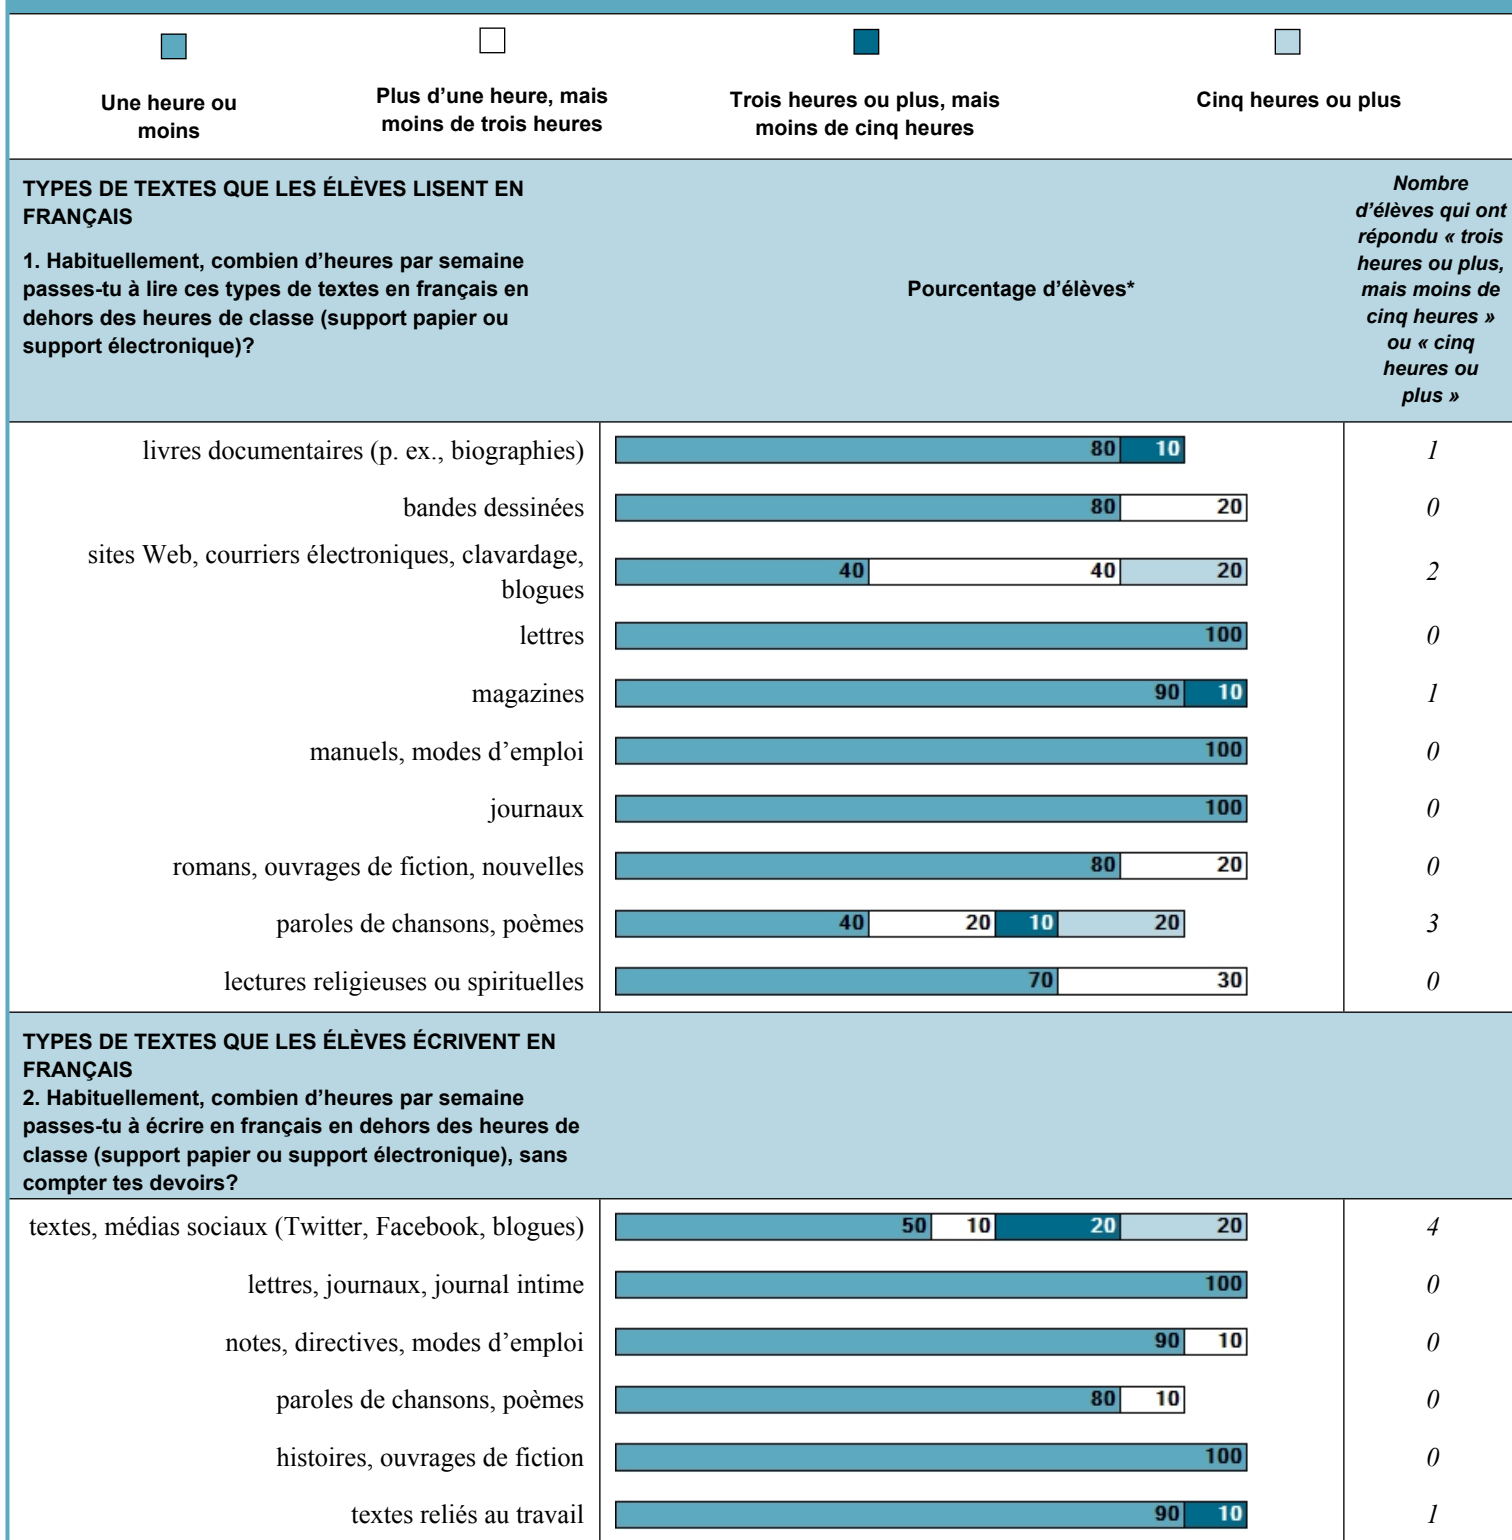 Une heure ou
moins
Plus d’une heure, mais
moins de trois heures
Trois heures ou plus, mais
moins de cinq heures
Cinq heures ou plus
TYPES DE TEXTES QUE LES ÉLÈVES LISENT EN
FRANÇAIS
1. Habituellement, combien d’heures par semaine
passes-tu à lire ces types de textes en français en
dehors des heures de classe (support papier ou
support électronique)?
Pourcentage d’élèves*
Nombre
d’élèves qui ont
répondu « trois
heures ou plus,
mais moins de
cinq heures »
ou « cinq
heures ou
plus »
livres documentaires (p. ex., biographies) 80 10 1
bandes dessinées 80 20 0
sites Web, courriers électroniques, clavardage,
blogues 40 40 20 2
lettres 100 0
magazines 90 10 1
manuels, modes d’emploi 100 0
journaux 100 0
romans, ouvrages de fiction, nouvelles 80 20 0
paroles de chansons, poèmes 40 20 10 20 3
lectures religieuses ou spirituelles 70 30 0
TYPES DE TEXTES QUE LES ÉLÈVES ÉCRIVENT EN
FRANÇAIS
2. Habituellement, combien d’heures par semaine
passes-tu à écrire en français en dehors des heures de
classe (support papier ou support électronique), sans
compter tes devoirs?
textes, médias sociaux (Twitter, Facebook, blogues) 50 10 20 20 4
lettres, journaux, journal intime 100 0
notes, directives, modes d’emploi 90 10 0
paroles de chansons, poèmes 80 10 0
histoires, ouvrages de fiction 100 0
textes reliés au travail 90 10 1